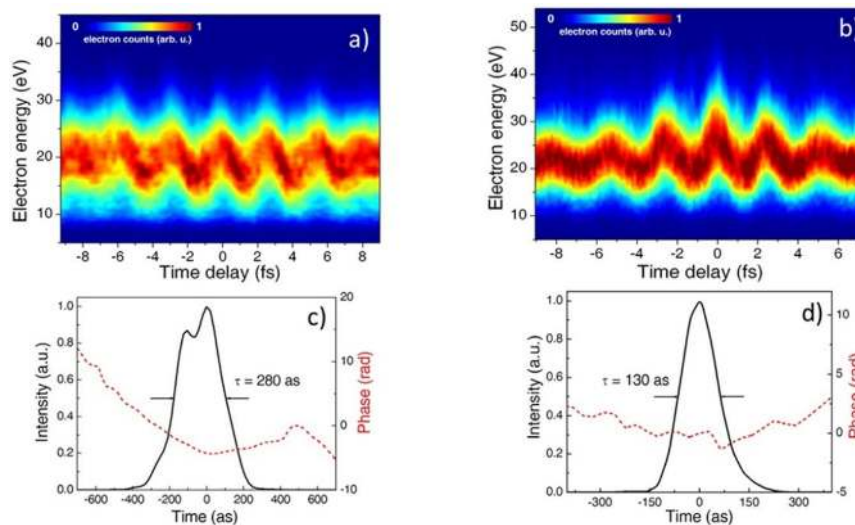 0
1
electron counts (arb. u.)
a)
Electron energy (eV)
40
30
20
10
-8 -6 -4 -2 0 2 4 6 8
Time delay (fs)
0
1
electron counts (arb. u.)
b)
Electron energy (eV)
50
40
30
20
10
-8 -6 -4 -2 0 2 4 6
Time delay (fs)
c)
τ = 280 as
Intensity (a.u.)
1.0
0.8
0.6
0.4
0.2
0.0
20
10
0
-10
Phase (rad)
-600 -400 -200 0 200 400 600
Time (as)
d)
τ = 130 as
Intensity (a.u.)
1.0
0.8
0.6
0.4
0.2
0.0
10
5
0
-5
Phase (rad)
-300 -150 0 150 300
Time (as)